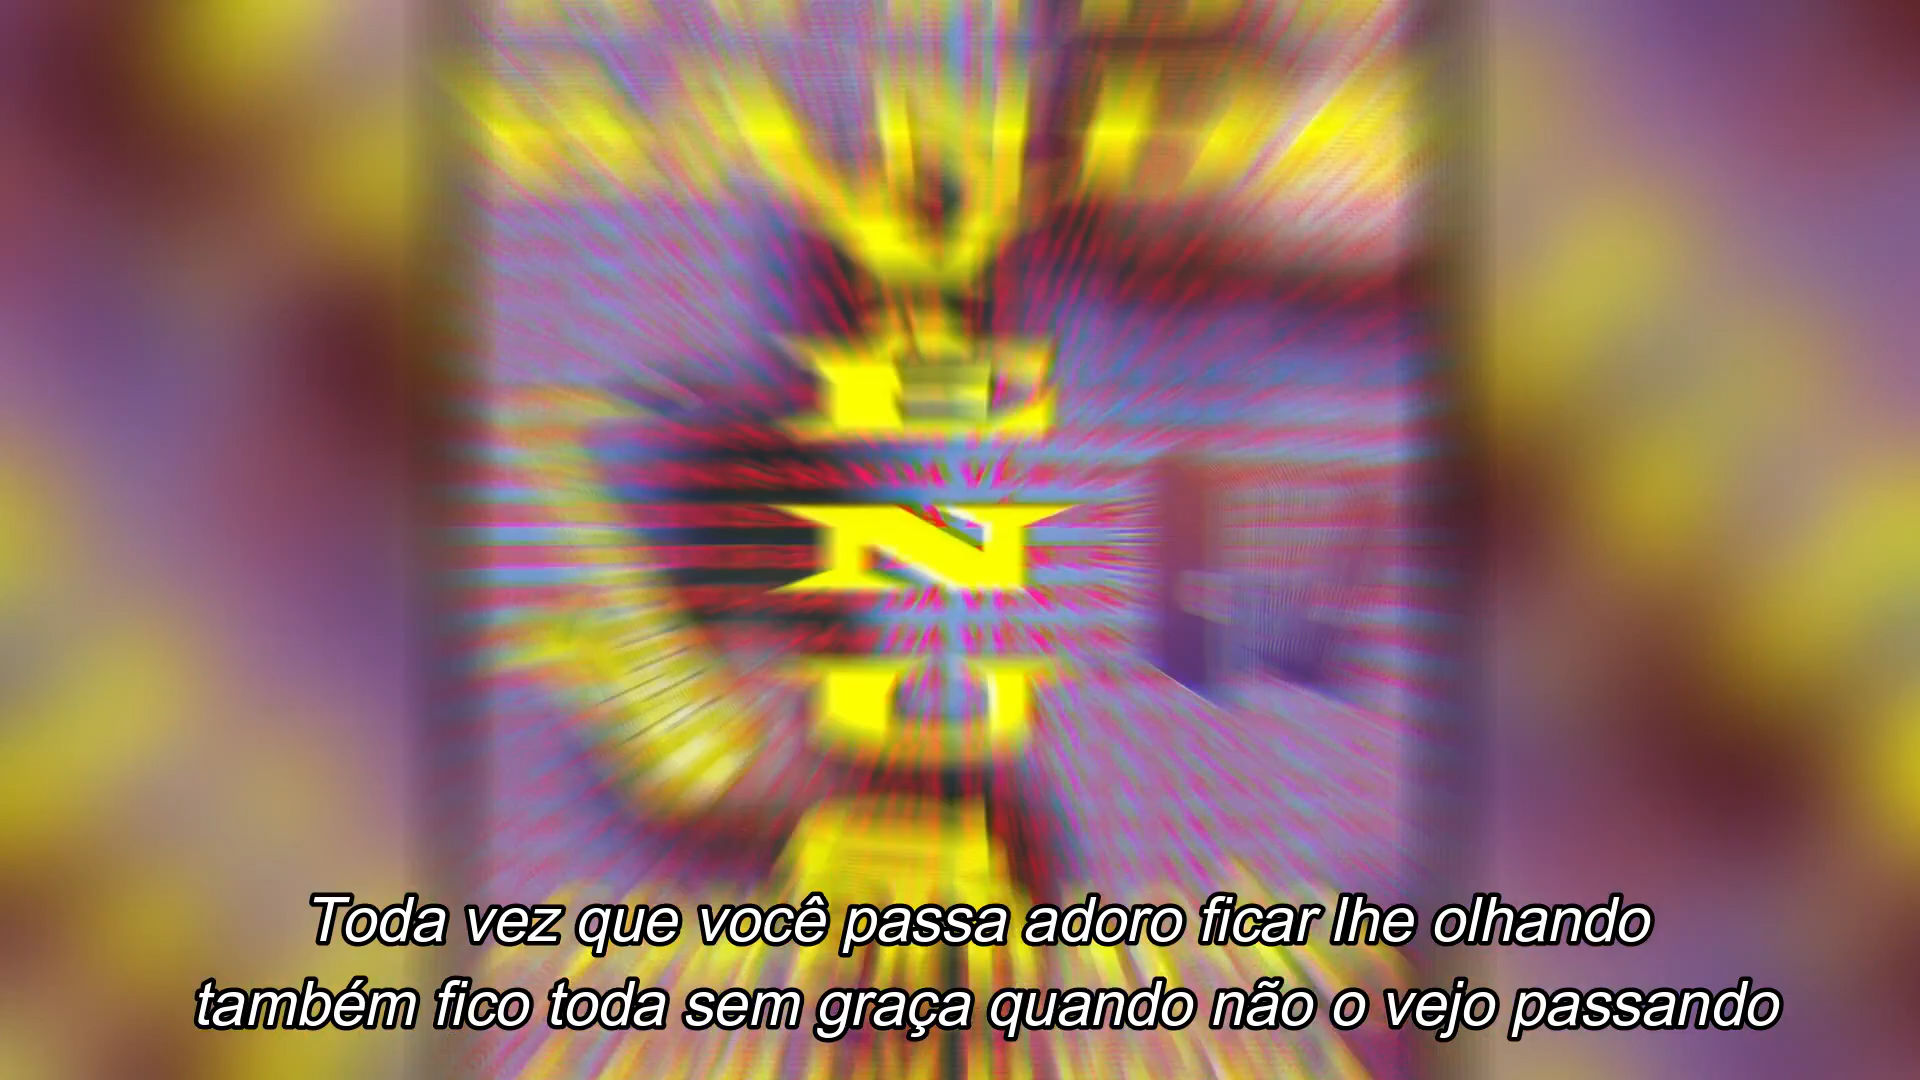 N
Toda vez que você passa adoro ficar lhe olhando
também fico toda sem graça quando não o vejo passando